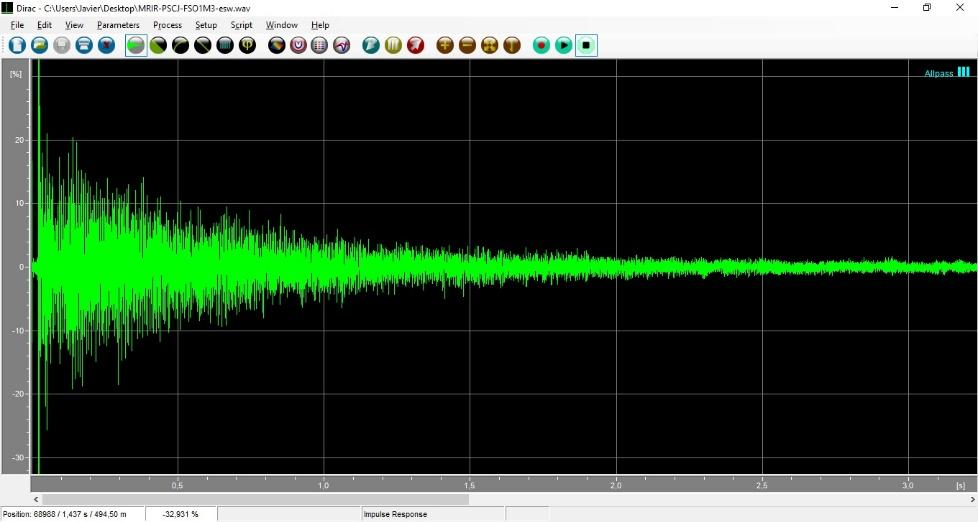 Dirac - C:\Users\Javier\Desktop\MRIR-PSCJ-FSO1M3-esw.wav
File Edit View Parameters Process Setup Script Window Help
[%]
Allpass
20
10
0
-10
-20
-30
0,5 1,0 1,5 2,0 2,5 3,0 [s]
Position: 68988 / 1,437 s / 494,50 m -32,931 % Impulse Response